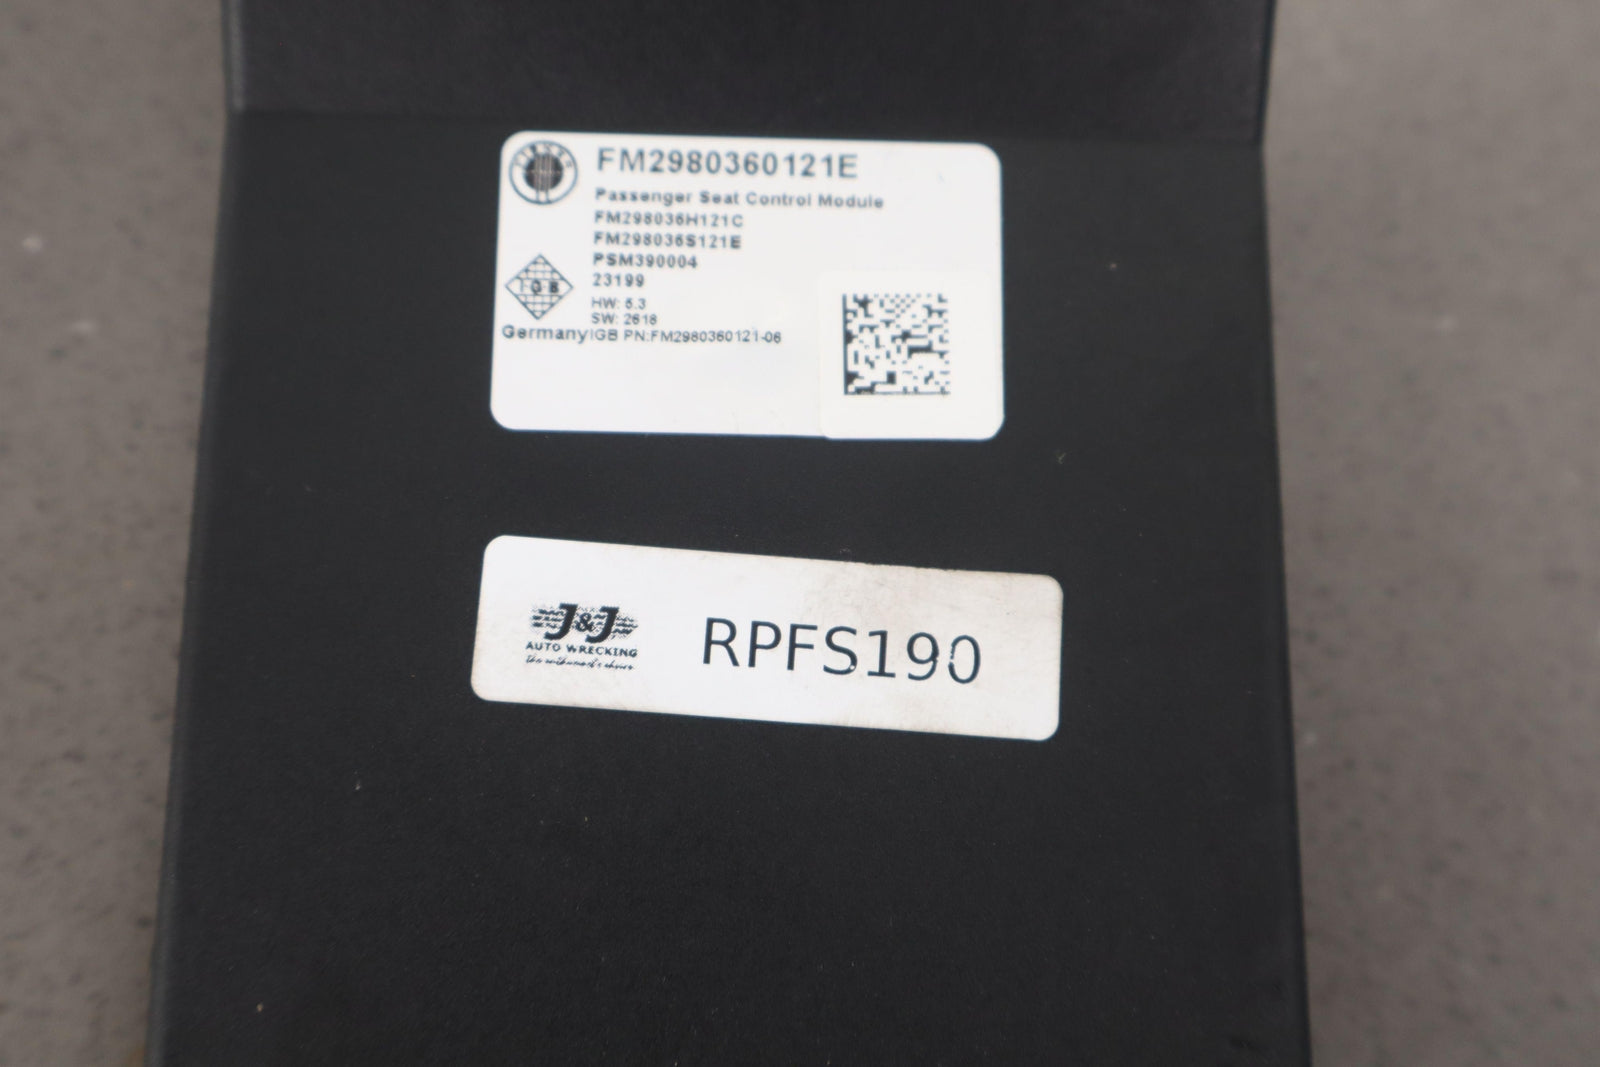 FM2980360121E
Passenger Seat Control Module
FM298036H121C
FM298036S121E
PSM390004
23199
HW: 5.3
SW: 2618
Germany IGB PN:FM2980360121-06
IGB
J&J
AUTO WRECKING
RPFS190